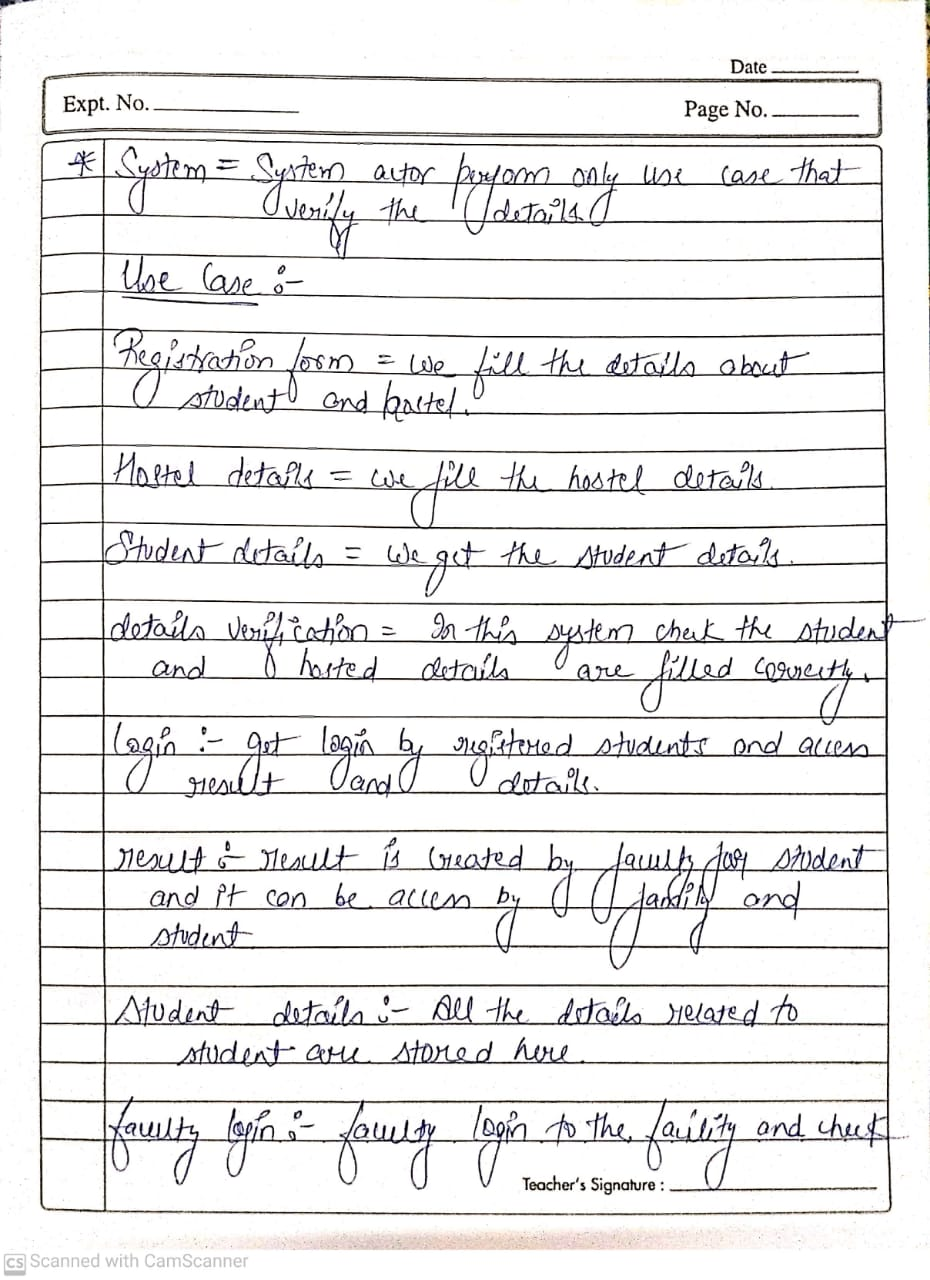 Date
Expt. No.
Page No.
* System = System actor perform only use case that
verify the details.
Use Case :-
Registration form = we fill the details about
student and hostel.
Hostel details = we fill the hostel details.
Student details = we get the student details.
details verification = In this system check the student
and hosted details are filled correctly.
login :- get login by registered students and access
result and details.
result :- result is created by faculty for student
and it can be access by and
student
Student details :- All the details related to
student are stored here.
faculty login :- faculty login to the facility and check
Teacher's Signature :
CS Scanned with CamScanner